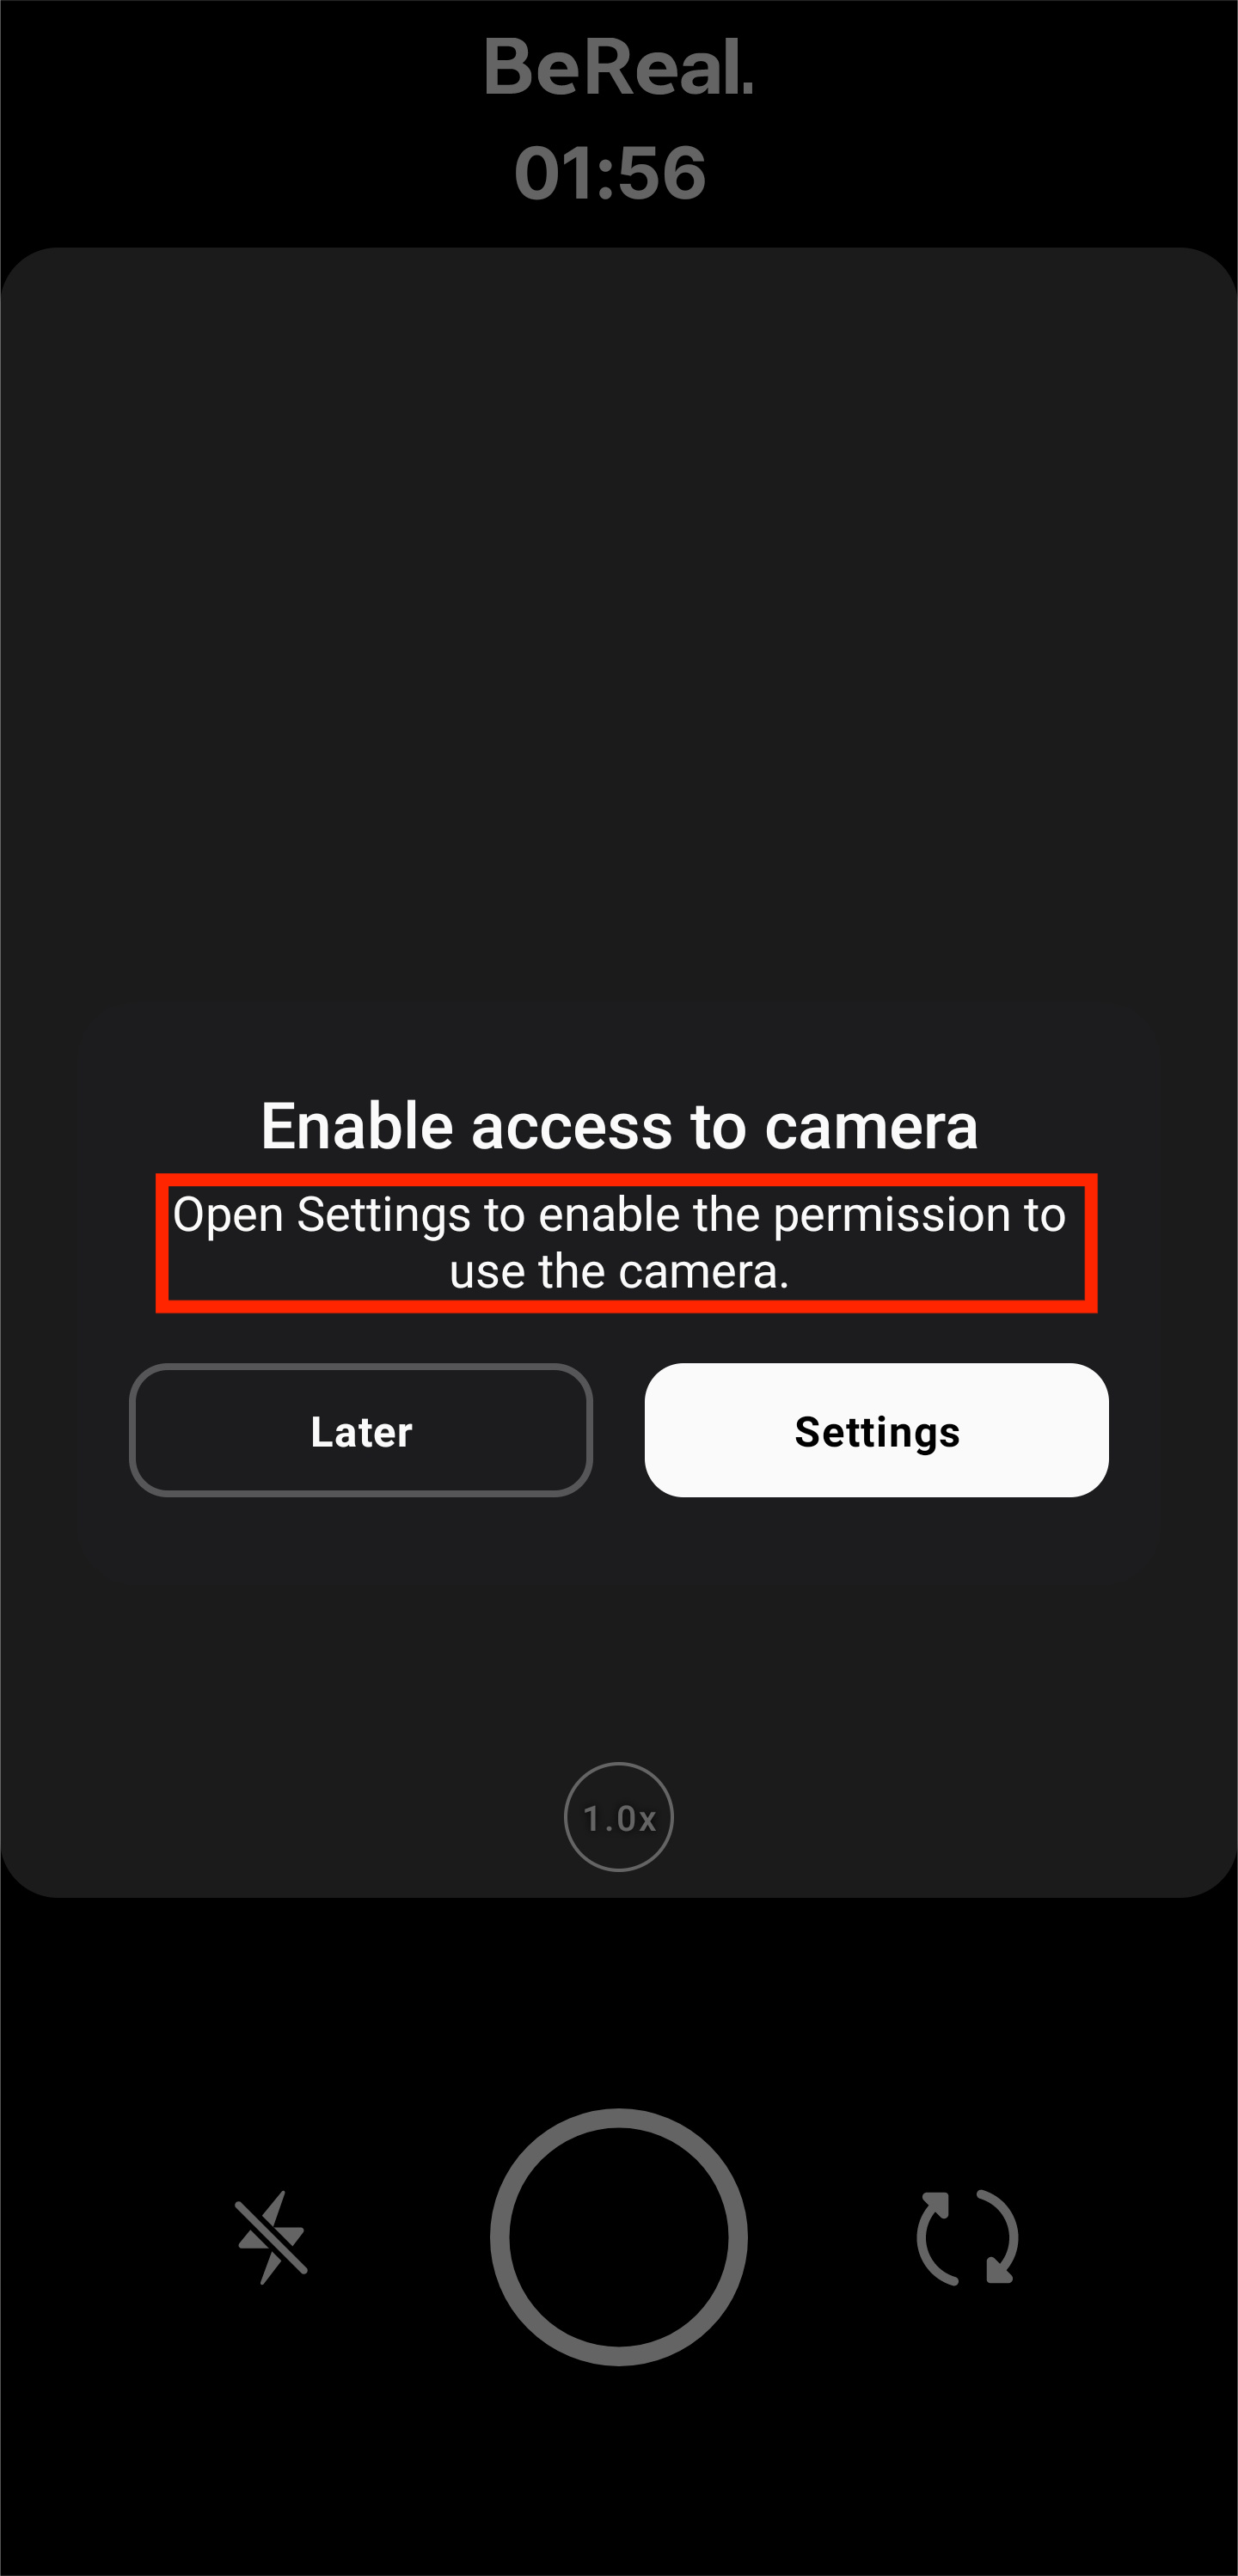 BeReal.
01:56
Enable access to camera
Open Settings to enable the permission to
use the camera.
Later
Settings
1.0x